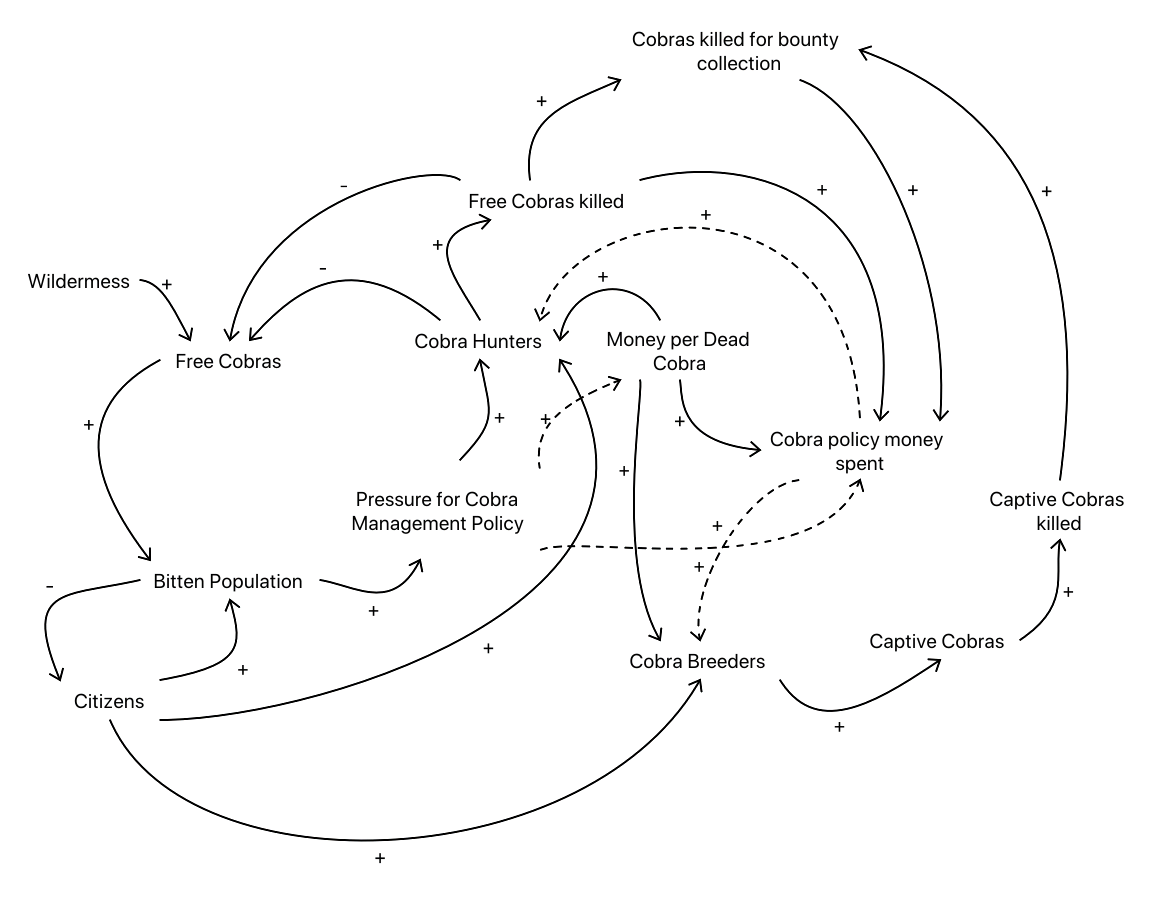 Cobras killed for bounty
collection
+
-
Free Cobras killed
+
+
+
+
+
-
+
Wildermess
+
Cobra Hunters
Money per Dead
Cobra
Free Cobras
+
+
+
+
Cobra policy money
spent
+
Pressure for Cobra
Management Policy
Captive Cobras
killed
+
+
Bitten Population
-
+
+
+
+
Captive Cobras
Cobra Breeders
Citizens
+
+